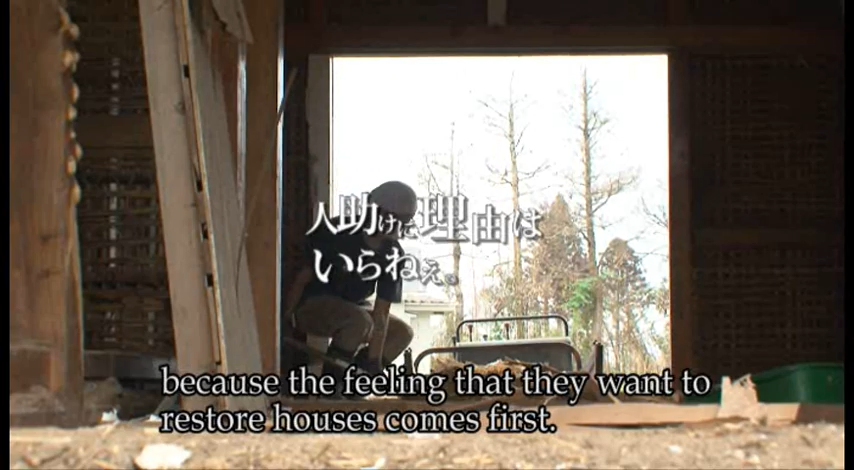 人助けに理由は
いらねぇ。
because the feeling that they want to
restore houses comes first.